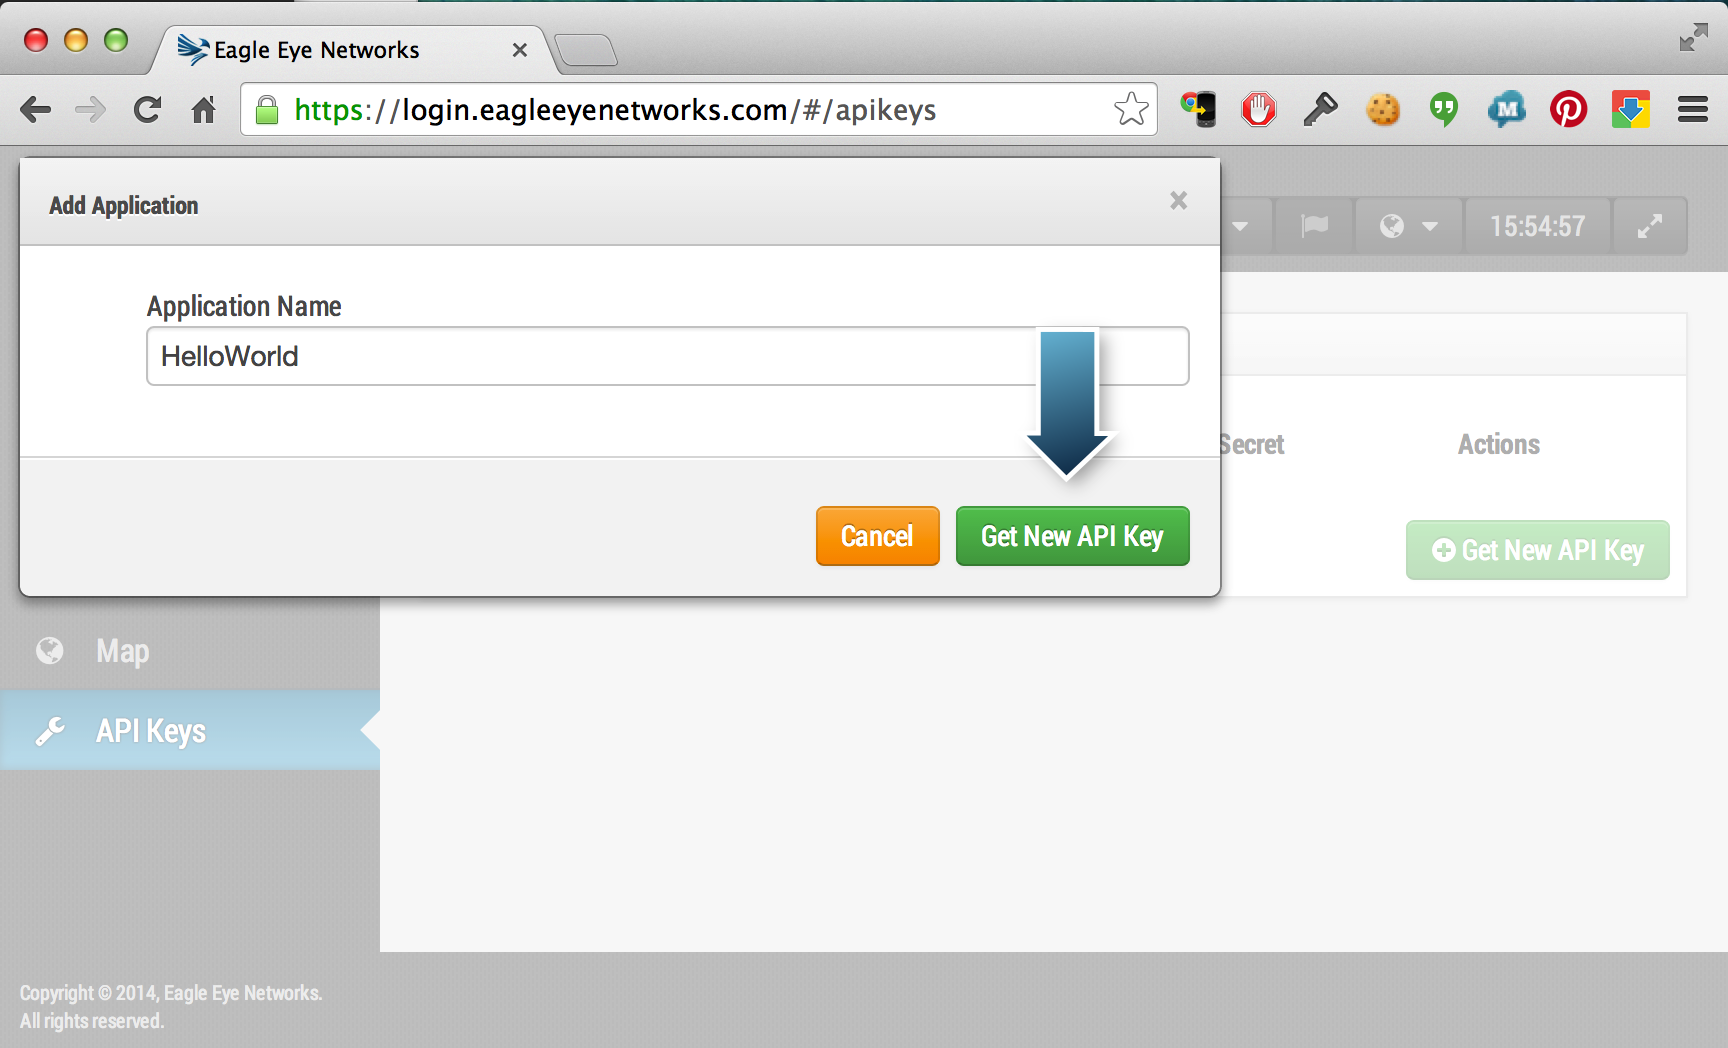 Eagle Eye Networks
https://login.eagleeyenetworks.com/#/apikeys
Add Application
15:54:57
Application Name
HelloWorld
Secret
Actions
Cancel
Get New API Key
Get New API Key
Map
API Keys
Copyright © 2014, Eagle Eye Networks.
All rights reserved.